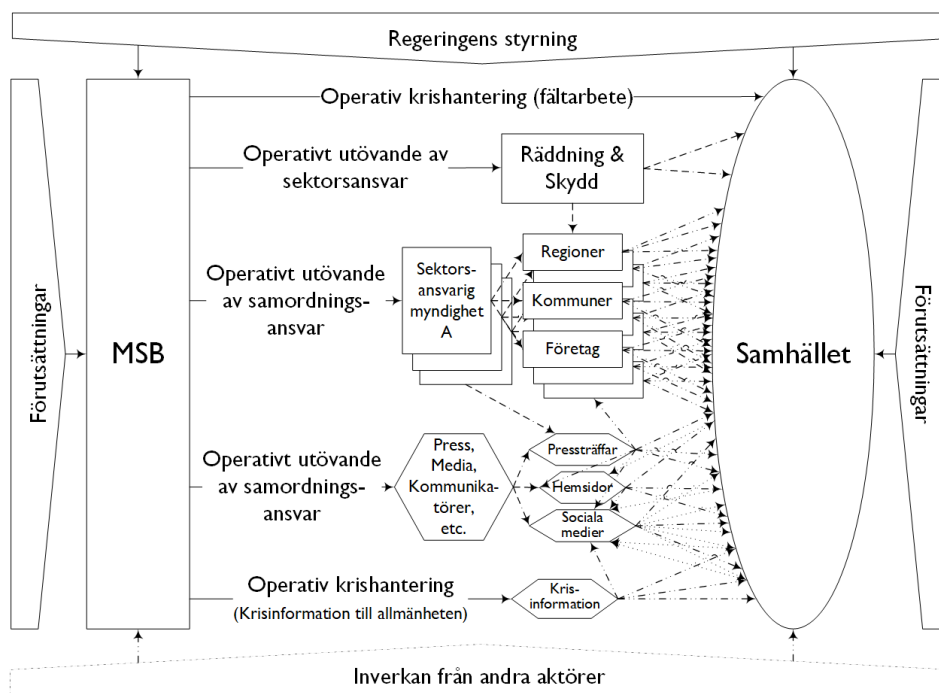 Regeringens styrning
Förutsättningar
MSB
Operativ krishantering (fältarbete)
Operativt utövande av
sektorsansvar
Räddning &
Skydd
Operativt utövande
av samordnings-
ansvar
Sektors-
ansvarig
myndighet
A
Regioner
Kommuner
Företag
Samhället
Förutsättningar
Operativt utövande
av samordnings-
ansvar
Press,
Media,
Kommunika-
törer,
etc.
Pressträffar
Hemsidor
Sociala
medier
Operativ krishantering
(Krisinformation till allmänheten)
Kris-
information
Inverkan från andra aktörer